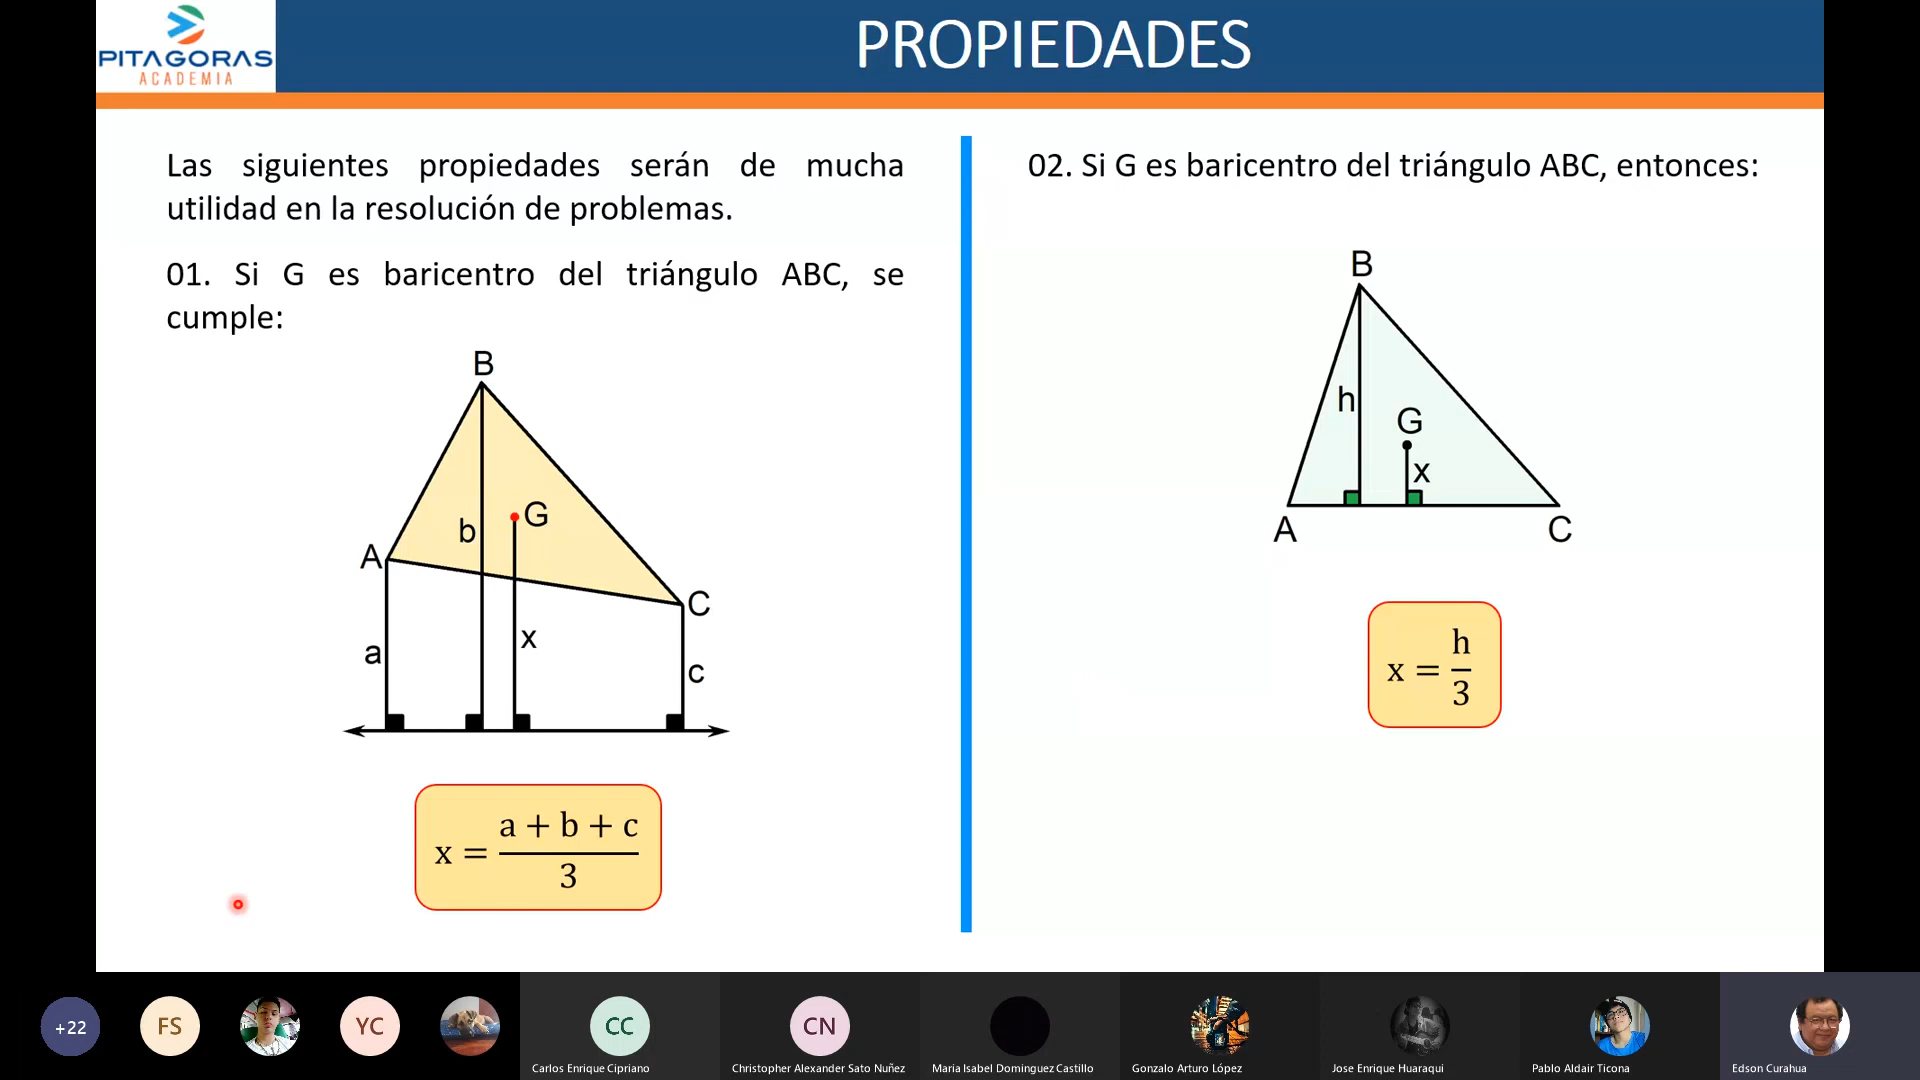 PITAGORAS
ACADEMIA
PROPIEDADES
Las siguientes propiedades serán de mucha
utilidad en la resolución de problemas.
01. Si G es baricentro del triángulo ABC, se
cumple:
B
A
b
G
C
a
x
c
x = a + b + c / 3
02. Si G es baricentro del triángulo ABC, entonces:
B
h
G
x
A
C
x = h / 3
+22
FS
YC
CC
CN
Carlos Enrique Cipriano
Christopher Alexander Sato Nuñez
Maria Isabel Dominguez Castillo
Gonzalo Arturo López
Jose Enrique Huaraqui
Pablo Aldair Ticona
Edson Curahua